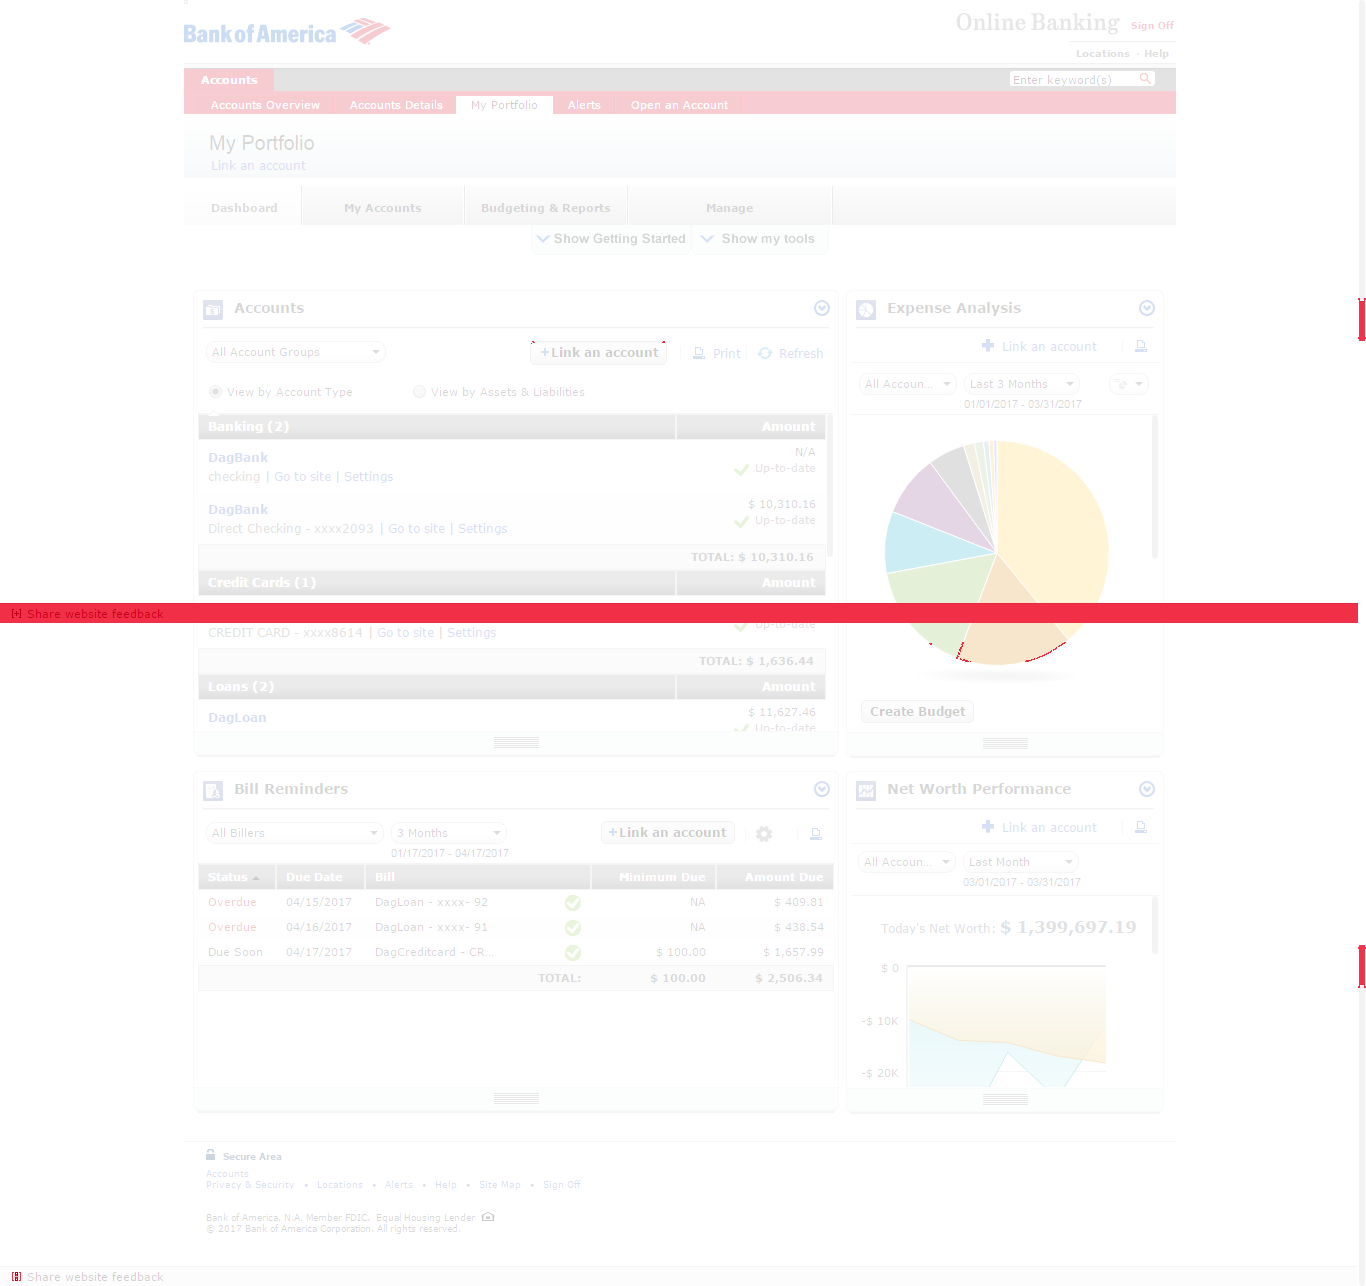 Bank of America
Online Banking Sign Off
Locations · Help
Accounts
Enter keyword(s)
Accounts Overview Accounts Details My Portfolio Alerts Open an Account
My Portfolio
Link an account
Dashboard My Accounts Budgeting & Reports Manage
Show Getting Started Show my tools
Accounts
All Account Groups +Link an account Print Refresh
View by Account Type View by Assets & Liabilities
Banking (2) Amount
DagBank N/A
checking | Go to site | Settings Up-to-date
DagBank $ 10,310.16
Direct Checking - xxxx2093 | Go to site | Settings Up-to-date
TOTAL: $ 10,310.16
Credit Cards (1) Amount
[+] Share website feedback
CREDIT CARD - xxxx8614 | Go to site | Settings Up-to-date
TOTAL: $ 1,636.44
Loans (2) Amount
DagLoan $ 11,627.46
Up-to-date
Expense Analysis
Link an account
All Accoun... Last 3 Months
01/01/2017 - 03/31/2017
Create Budget
Bill Reminders
All Billers 3 Months +Link an account
01/17/2017 - 04/17/2017
Status Due Date Bill Minimum Due Amount Due
Overdue 04/15/2017 DagLoan - xxxx- 92 NA $ 409.81
Overdue 04/16/2017 DagLoan - xxxx- 91 NA $ 438.54
Due Soon 04/17/2017 DagCreditcard - CR... $ 100.00 $ 1,657.99
TOTAL: $ 100.00 $ 2,506.34
Net Worth Performance
Link an account
All Accoun... Last Month
03/01/2017 - 03/31/2017
Today's Net Worth: $ 1,399,697.19
$ 0
-$ 10K
-$ 20K
Secure Area
Accounts
Privacy & Security • Locations • Alerts • Help • Site Map • Sign Off
Bank of America, N.A. Member FDIC. Equal Housing Lender
© 2017 Bank of America Corporation. All rights reserved.
Share website feedback